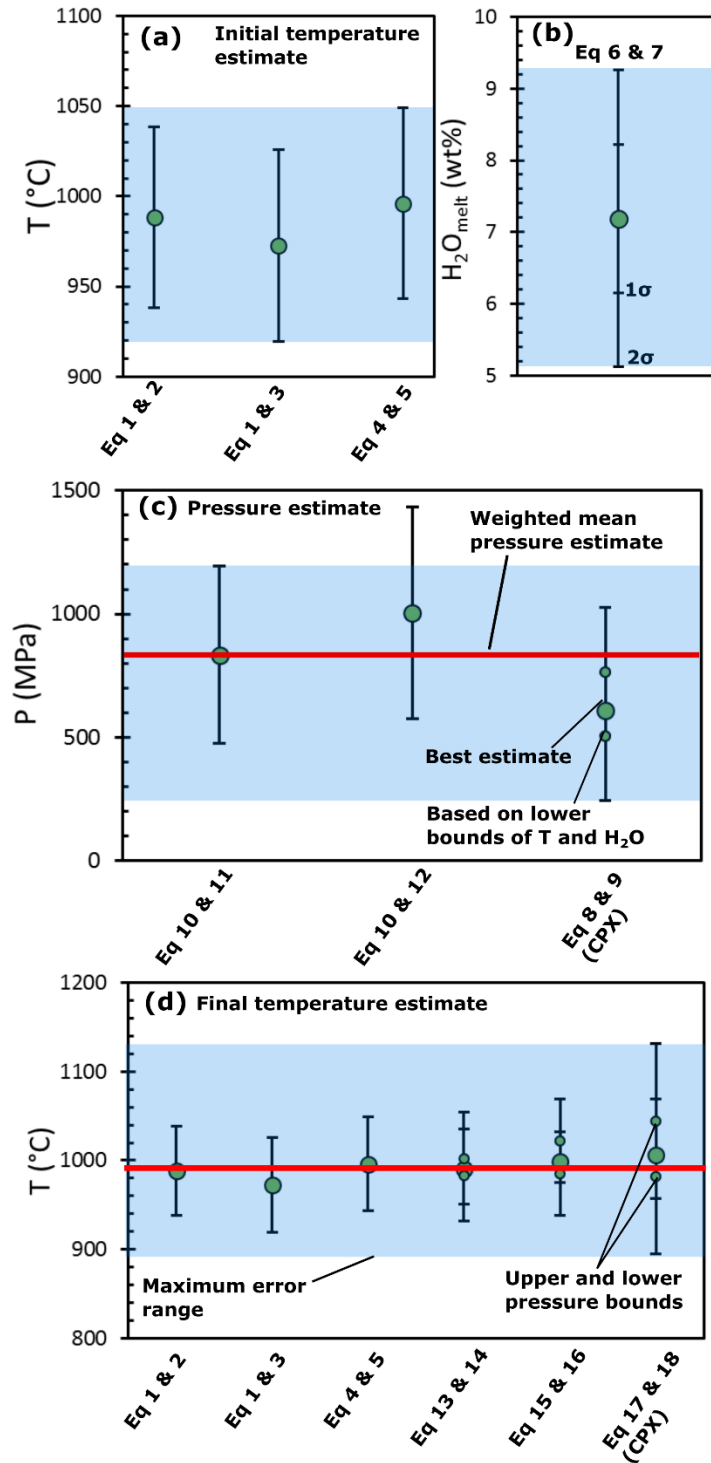 (a) Initial temperature
estimate
T (°C)
1100
1050
1000
950
900
Eq 1 & 2
Eq 1 & 3
Eq 4 & 5
(b)
Eq 6 & 7
H₂Omelt (wt%)
10
9
8
7
6
5
1σ
2σ
(c) Pressure estimate
Weighted mean
pressure estimate
P (MPa)
1500
1000
500
0
Best estimate
Based on lower
bounds of T and H₂O
Eq 10 & 11
Eq 10 & 12
Eq 8 & 9
(CPX)
(d) Final temperature estimate
T (°C)
1200
1100
1000
900
800
Maximum error
range
Upper and lower
pressure bounds
Eq 1 & 2
Eq 1 & 3
Eq 4 & 5
Eq 13 & 14
Eq 15 & 16
Eq 17 & 18
(CPX)